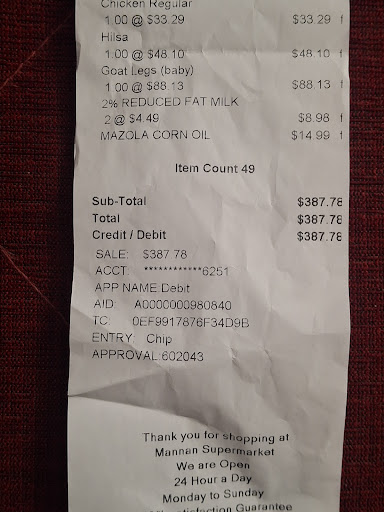 Chicken Regular
1.00 @ $33.29 $33.29 f
Hilsa
1.00 @ $48.10 $48.10 f
Goat Legs (baby)
1.00 @ $88.13 $88.13 f
2% REDUCED FAT MILK
2 @ $4.49 $8.98 f
MAZOLA CORN OIL $14.99 f
Item Count 49
Sub-Total $387.78
Total $387.78
Credit / Debit $387.78
SALE: $387.78
ACCT: ************6251
APP NAME:Debit
AID: A0000000980840
TC: 0EF9917876F34D9B
ENTRY: Chip
APPROVAL:602043
Thank you for shopping at
Mannan Supermarket
We are Open
24 Hour a Day
Monday to Sunday
Satisfaction Guarantee